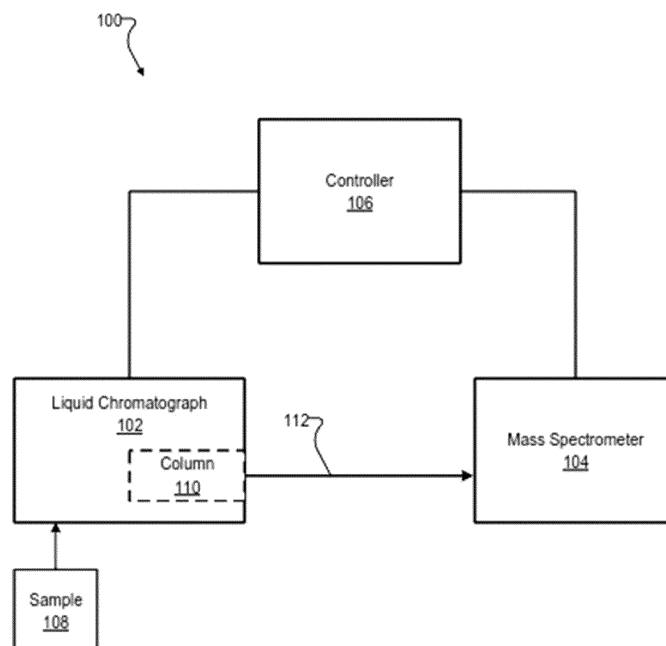 100
Controller
106
Liquid Chromatograph
102
Column
110
112
Mass Spectrometer
104
Sample
108